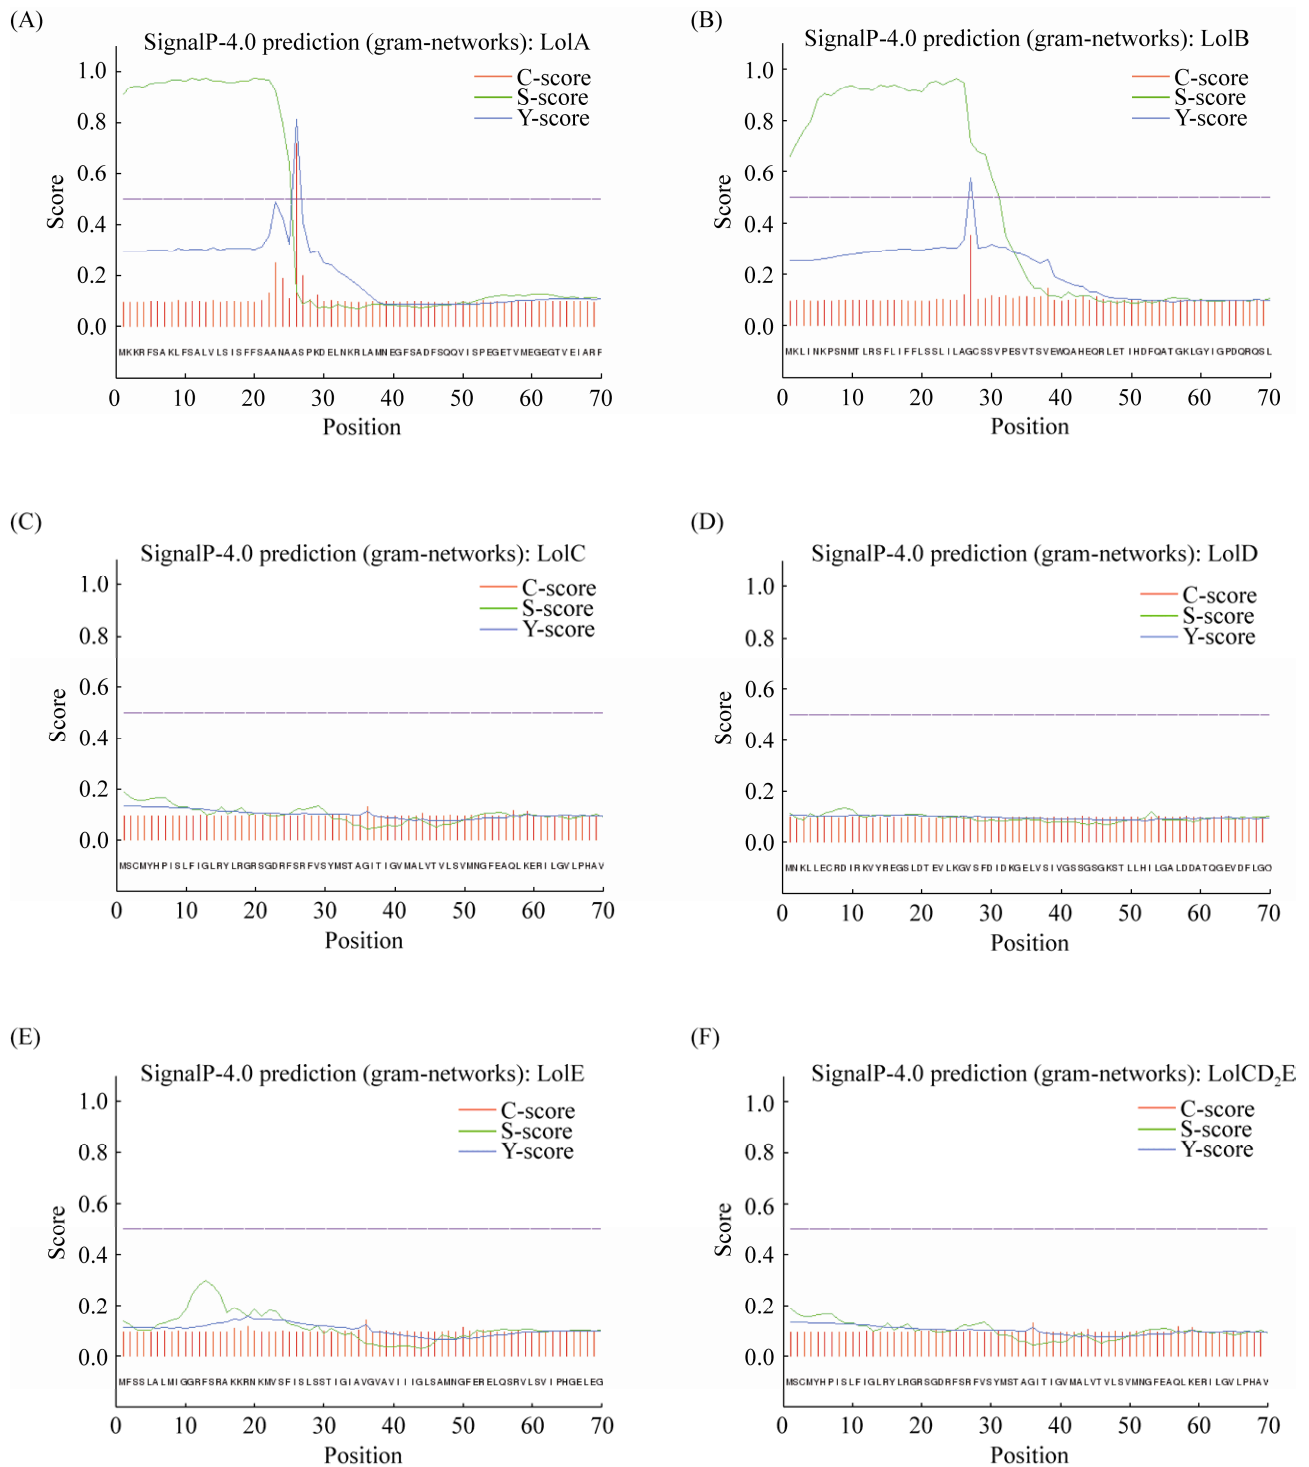 (A)
SignalP-4.0 prediction (gram-networks): LolA
C-score
S-score
Y-score
1.0
0.8
0.6
0.4
0.2
0.0
Score
MKKRFSAKLFSALVLSISFFSAANAASPKDELNKRLAMNEGFSADFSQQVISPEGETVMEGEGTVEIARF
0 10 20 30 40 50 60 70
Position
(B)
SignalP-4.0 prediction (gram-networks): LolB
C-score
S-score
Y-score
1.0
0.8
0.6
0.4
0.2
0.0
Score
MKLINKPSNMTLRSFLIFFLSSLILAGCSSVPESVTSVEWQAHEQRLETIHDFQATGKLGYIGPDQRQSL
0 10 20 30 40 50 60 70
Position
(C)
SignalP-4.0 prediction (gram-networks): LolC
C-score
S-score
Y-score
1.0
0.8
0.6
0.4
0.2
0.0
Score
MSCMYHPISLFIGLRYLRGRSGDRFSRFVSYMSTAGITIGVMALVTVLSVMNGFEAQLKERILGVLPHAV
0 10 20 30 40 50 60 70
Position
(D)
SignalP-4.0 prediction (gram-networks): LolD
C-score
S-score
Y-score
1.0
0.8
0.6
0.4
0.2
0.0
Score
MNKLLECRDIRKVYREGSLDTEVLKGVSFDIDKGELVSIVGSSGSGKSTLLHILGALDDATQGEVDFLGO
0 10 20 30 40 50 60 70
Position
(E)
SignalP-4.0 prediction (gram-networks): LolE
C-score
S-score
Y-score
1.0
0.8
0.6
0.4
0.2
0.0
Score
MFSSLALMIGGRFSRAKKRNKMVSFISLSSTIGIAVGVAVIIIGLSAMNGFERELQSRVLSVIPHGELEG
0 10 20 30 40 50 60 70
Position
(F)
SignalP-4.0 prediction (gram-networks): LolCD₂E
C-score
S-score
Y-score
1.0
0.8
0.6
0.4
0.2
0.0
Score
MSCMYHPISLFIGLRYLRGRSGDRFSRFVSYMSTAGITIGVMALVTVLSVMNGFEAQLKERILGVLPHAV
0 10 20 30 40 50 60 70
Position